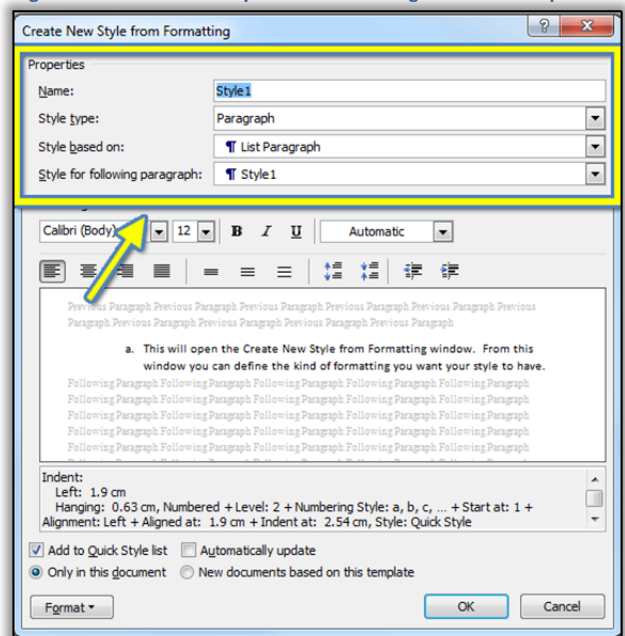 Create New Style from Formatting
Properties
Name: Style1
Style type: Paragraph
Style based on: ¶ List Paragraph
Style for following paragraph: ¶ Style1
Calibri (Body) 12 B I U Automatic
Previous Paragraph Previous Paragraph Previous Paragraph Previous Paragraph Previous Paragraph Previous
Paragraph Previous Paragraph Previous Paragraph Previous Paragraph Previous Paragraph
a. This will open the Create New Style from Formatting window. From this
window you can define the kind of formatting you want your style to have.
Following Paragraph Following Paragraph Following Paragraph Following Paragraph Following Paragraph
Following Paragraph Following Paragraph Following Paragraph Following Paragraph Following Paragraph
Following Paragraph Following Paragraph Following Paragraph Following Paragraph Following Paragraph
Following Paragraph Following Paragraph Following Paragraph Following Paragraph Following Paragraph
Following Paragraph Following Paragraph Following Paragraph Following Paragraph Following Paragraph
Indent:
Left: 1.9 cm
Hanging: 0.63 cm, Numbered + Level: 2 + Numbering Style: a, b, c, ... + Start at: 1 +
Alignment: Left + Aligned at: 1.9 cm + Indent at: 2.54 cm, Style: Quick Style
Add to Quick Style list Automatically update
Only in this document New documents based on this template
Format OK Cancel